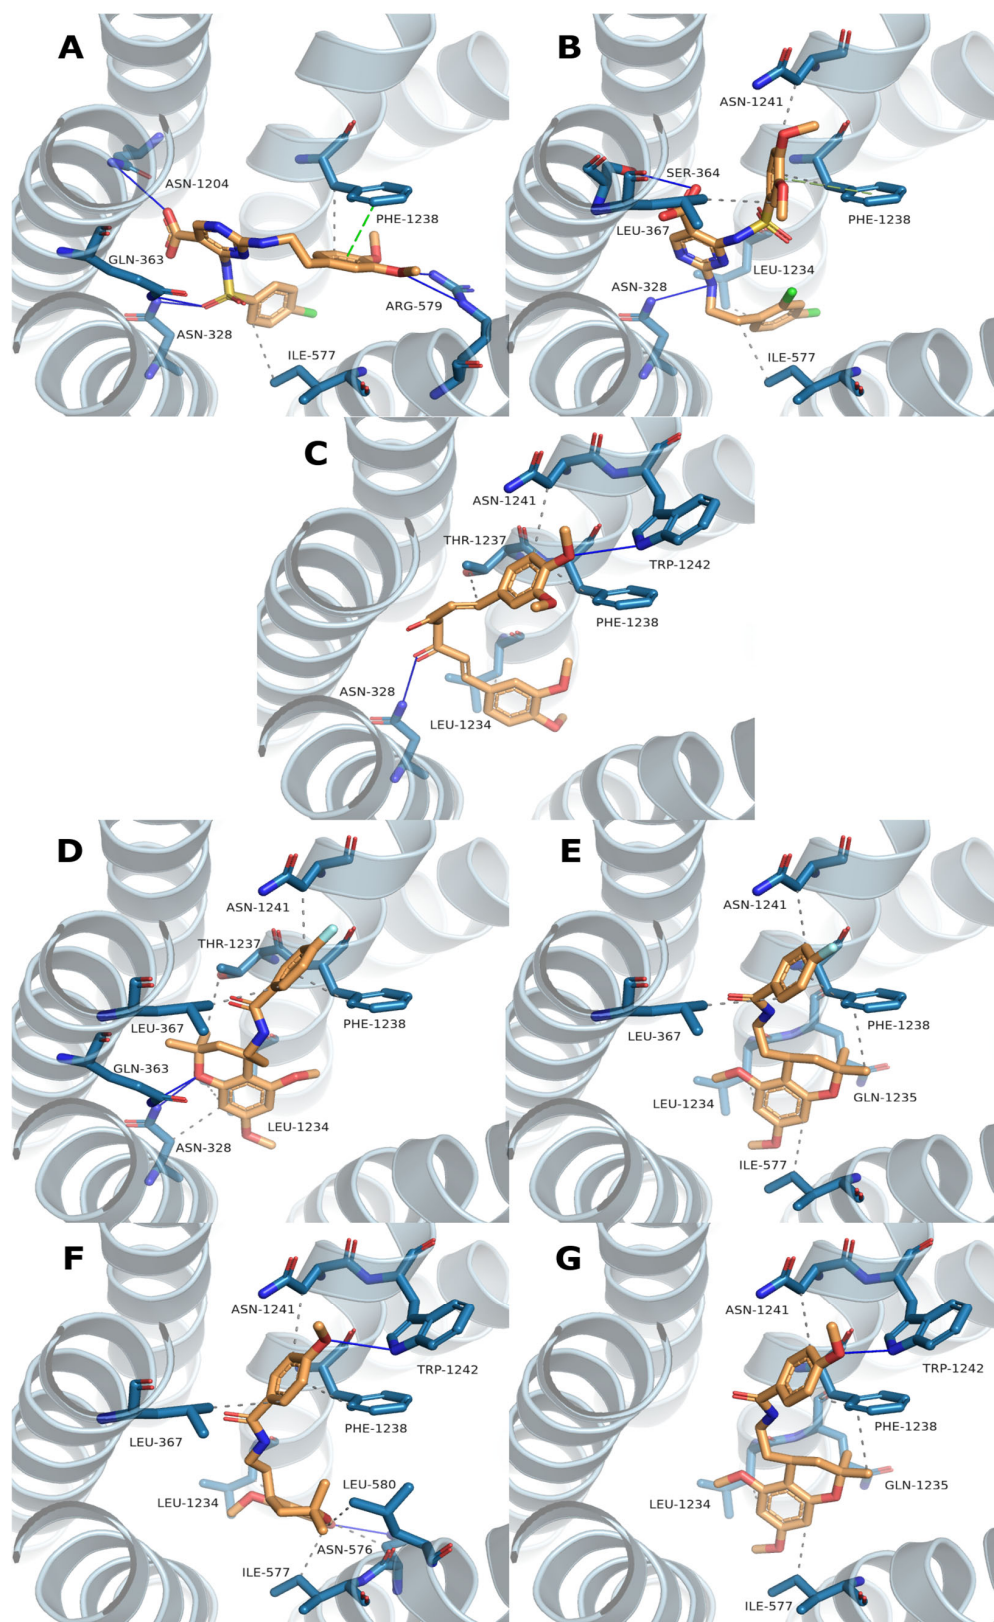 A
ASN-1204
PHE-1238
GLN-363
ARG-579
ASN-328
ILE-577
B
ASN-1241
SER-364
LEU-367
PHE-1238
LEU-1234
ASN-328
ILE-577
C
ASN-1241
THR-1237
TRP-1242
PHE-1238
ASN-328
LEU-1234
D
ASN-1241
THR-1237
LEU-367
PHE-1238
GLN-363
LEU-1234
ASN-328
E
ASN-1241
LEU-367
PHE-1238
LEU-1234
GLN-1235
ILE-577
F
ASN-1241
TRP-1242
PHE-1238
LEU-367
LEU-580
LEU-1234
ASN-576
ILE-577
G
ASN-1241
TRP-1242
PHE-1238
GLN-1235
LEU-1234
ILE-577